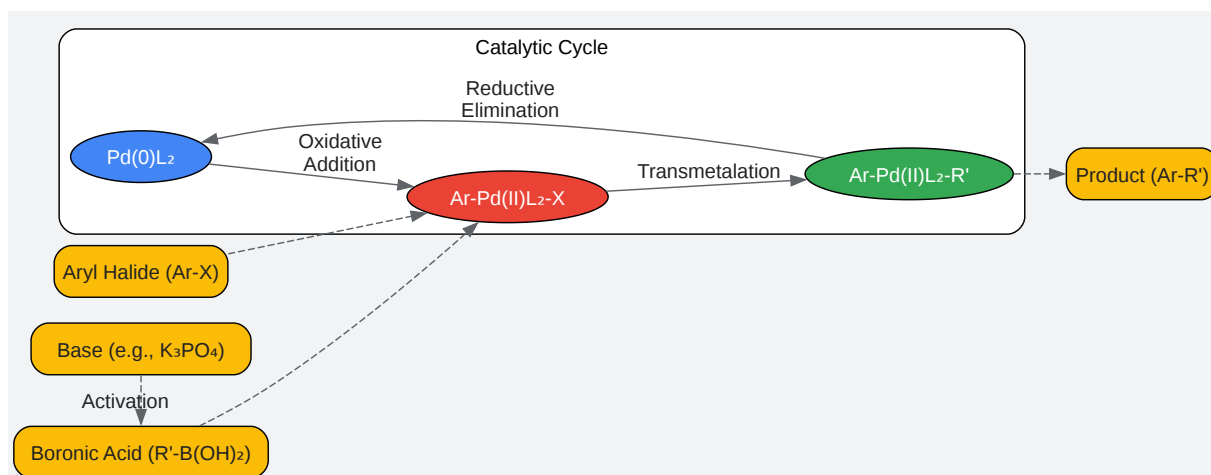 Catalytic Cycle
Reductive
Elimination
Oxidative
Addition
Pd(0)L₂
Transmetalation
Ar-Pd(II)L₂-X
Ar-Pd(II)L₂-R'
Product (Ar-R')
Aryl Halide (Ar-X)
Base (e.g., K₃PO₄)
Activation
Boronic Acid (R'-B(OH)₂)